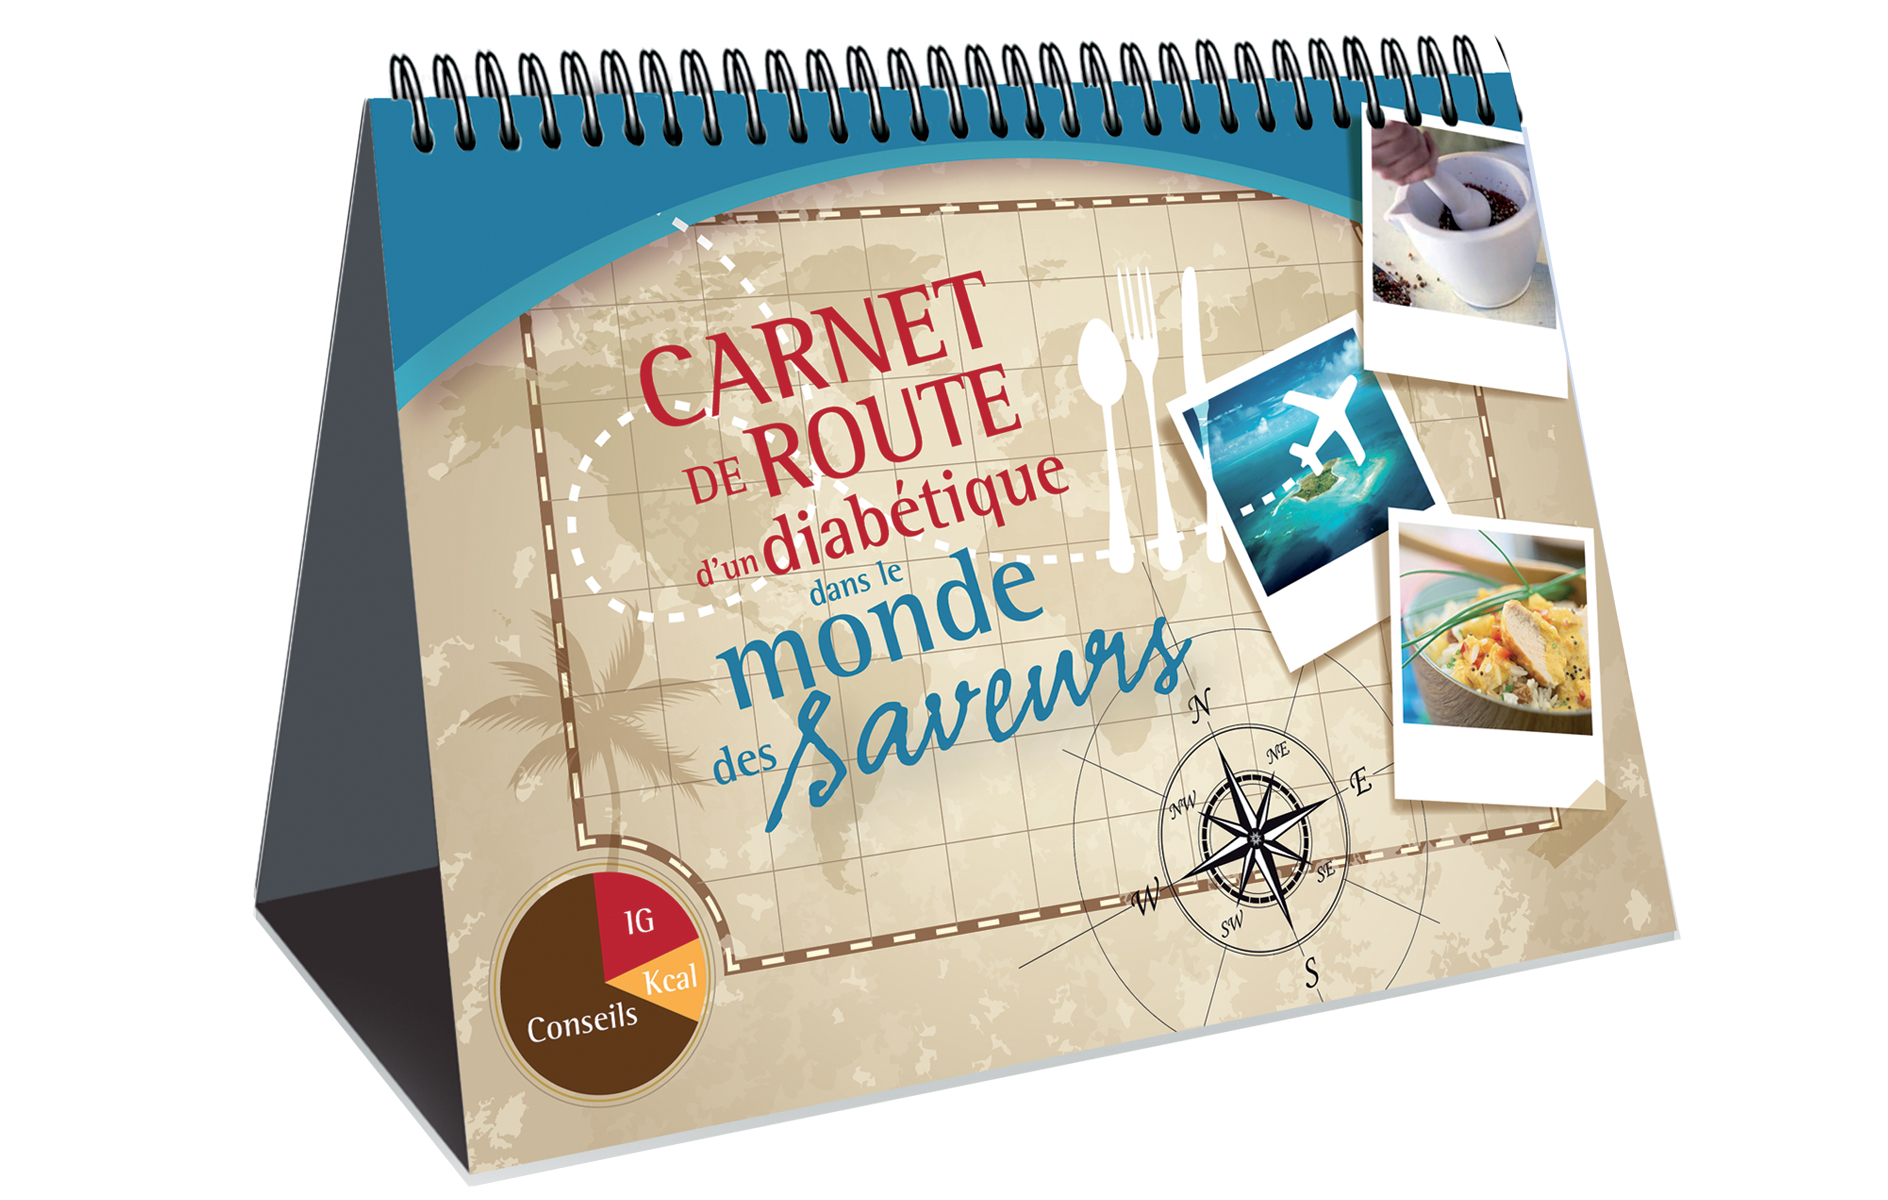 CARNET
DE ROUTE
d'un diabétique
dans le
monde
des Saveurs
N
NE
E
NW
SE
W
SW
S
IG
Kcal
Conseils